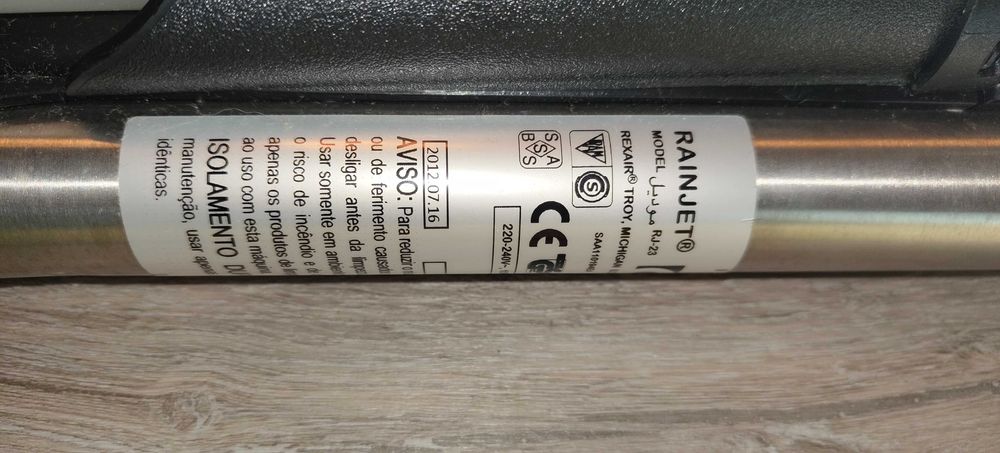 RAINJET®
MODEL موديل RJ-23
REXAIR® TROY, MICHIGAN
S
S A
S
B S
SAA
CE
220-240V~
2012.07.16
AVISO: Para reduzir o
ou de ferimento
desligar antes da
Usar somente em
o risco de incêndio e
apenas os produtos de
ao uso com esta
ISOLAMENTO
manutenção, usar
idênticas.